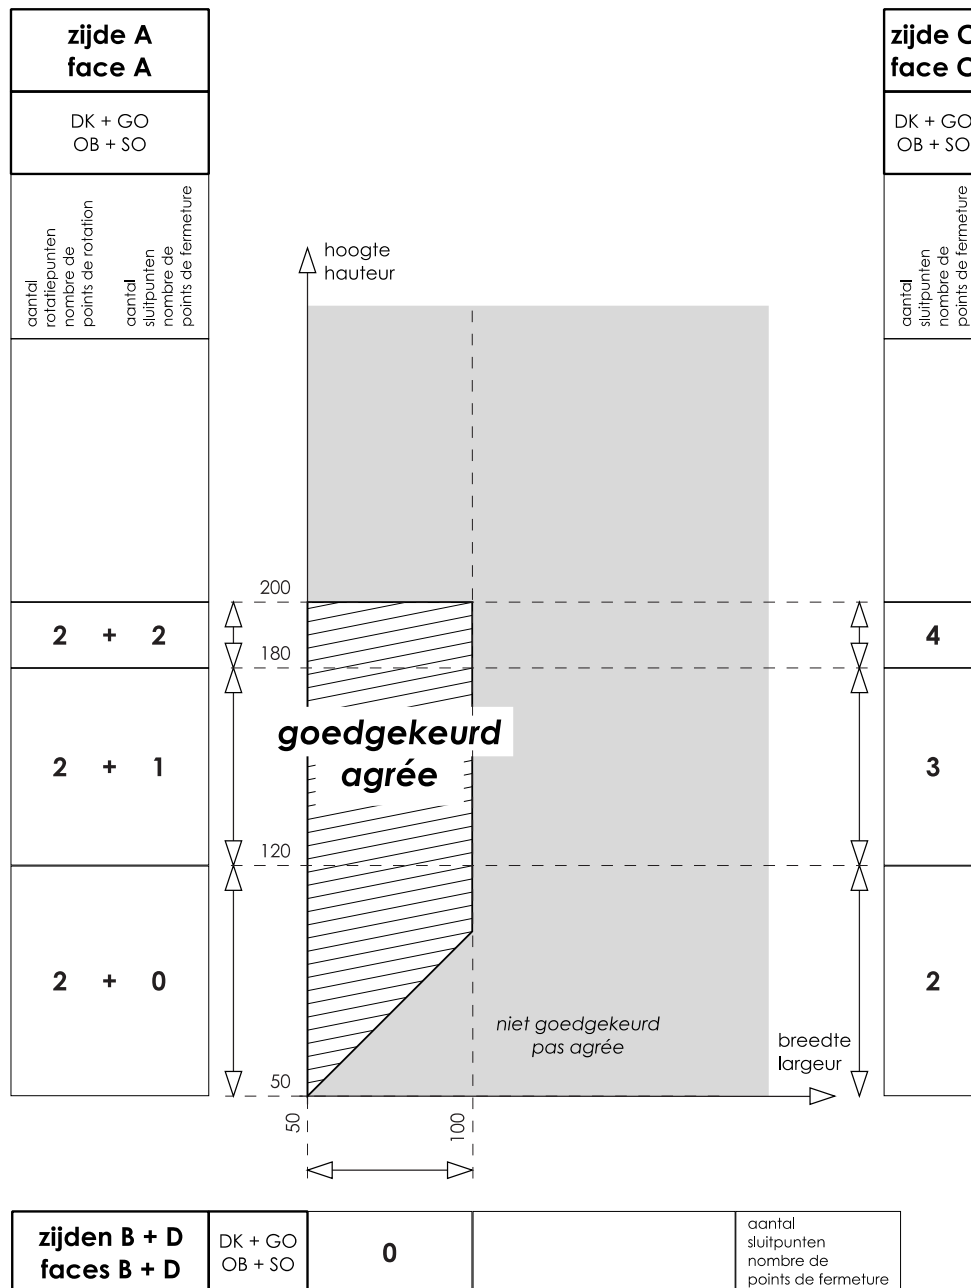 zijde A
face A
DK + GO
OB + SO
aantal
rotatiepunten
nombre de
points de rotation
aantal
sluitpunten
nombre de
points de fermeture
zijde C
face C
DK + GO
OB + SO
aantal
sluitpunten
nombre de
points de fermeture
hoogte
hauteur
200
2 + 2
4
180
goedgekeurd
agrée
2 + 1
3
120
2 + 0
2
niet goedgekeurd
pas agrée
breedte
largeur
50
50
100
zijden B + D
faces B + D
DK + GO
OB + SO
0
aantal
sluitpunten
nombre de
points de fermeture